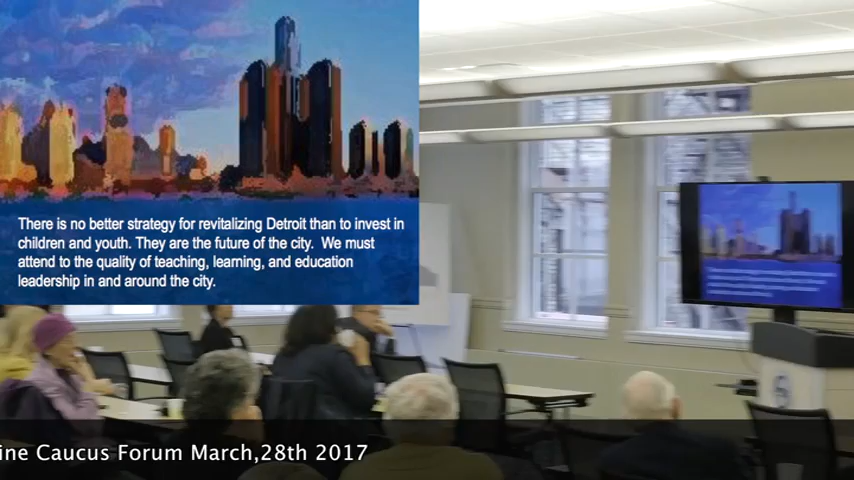 There is no better strategy for revitalizing Detroit than to invest in
children and youth. They are the future of the city.  We must
attend to the quality of teaching, learning, and education
leadership in and around the city.
ine Caucus Forum March,28th 2017